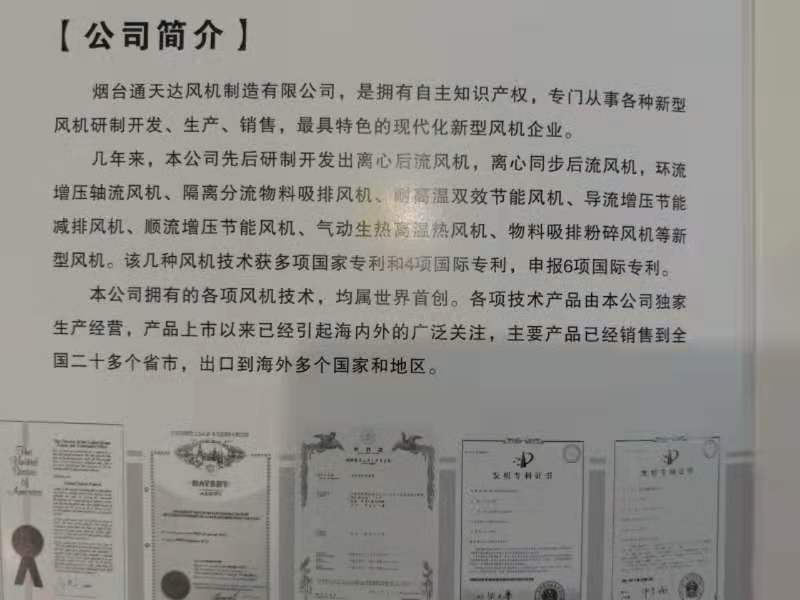 【公司简介】
烟台通天达风机制造有限公司，是拥有自主知识产权，专门从事各种新型
风机研制开发、生产、销售，最具特色的现代化新型风机企业。
几年来，本公司先后研制开发出离心后流风机，离心同步后流风机，环流
增压轴流风机、隔离分流物料吸排风机、耐高温双效节能风机、导流增压节能
减排风机、顺流增压节能风机、气动生热高温热风机、物料吸排粉碎风机等新
型风机。该几种风机技术获多项国家专利和4项国际专利，申报6项国际专利。
本公司拥有的各项风机技术，均属世界首创。各项技术产品由本公司独家
生产经营，产品上市以来已经引起海内外的广泛关注，主要产品已经销售到全
国二十多个省市，出口到海外多个国家和地区。
The
United
States
of
America
发明专利证书
发明专利证书